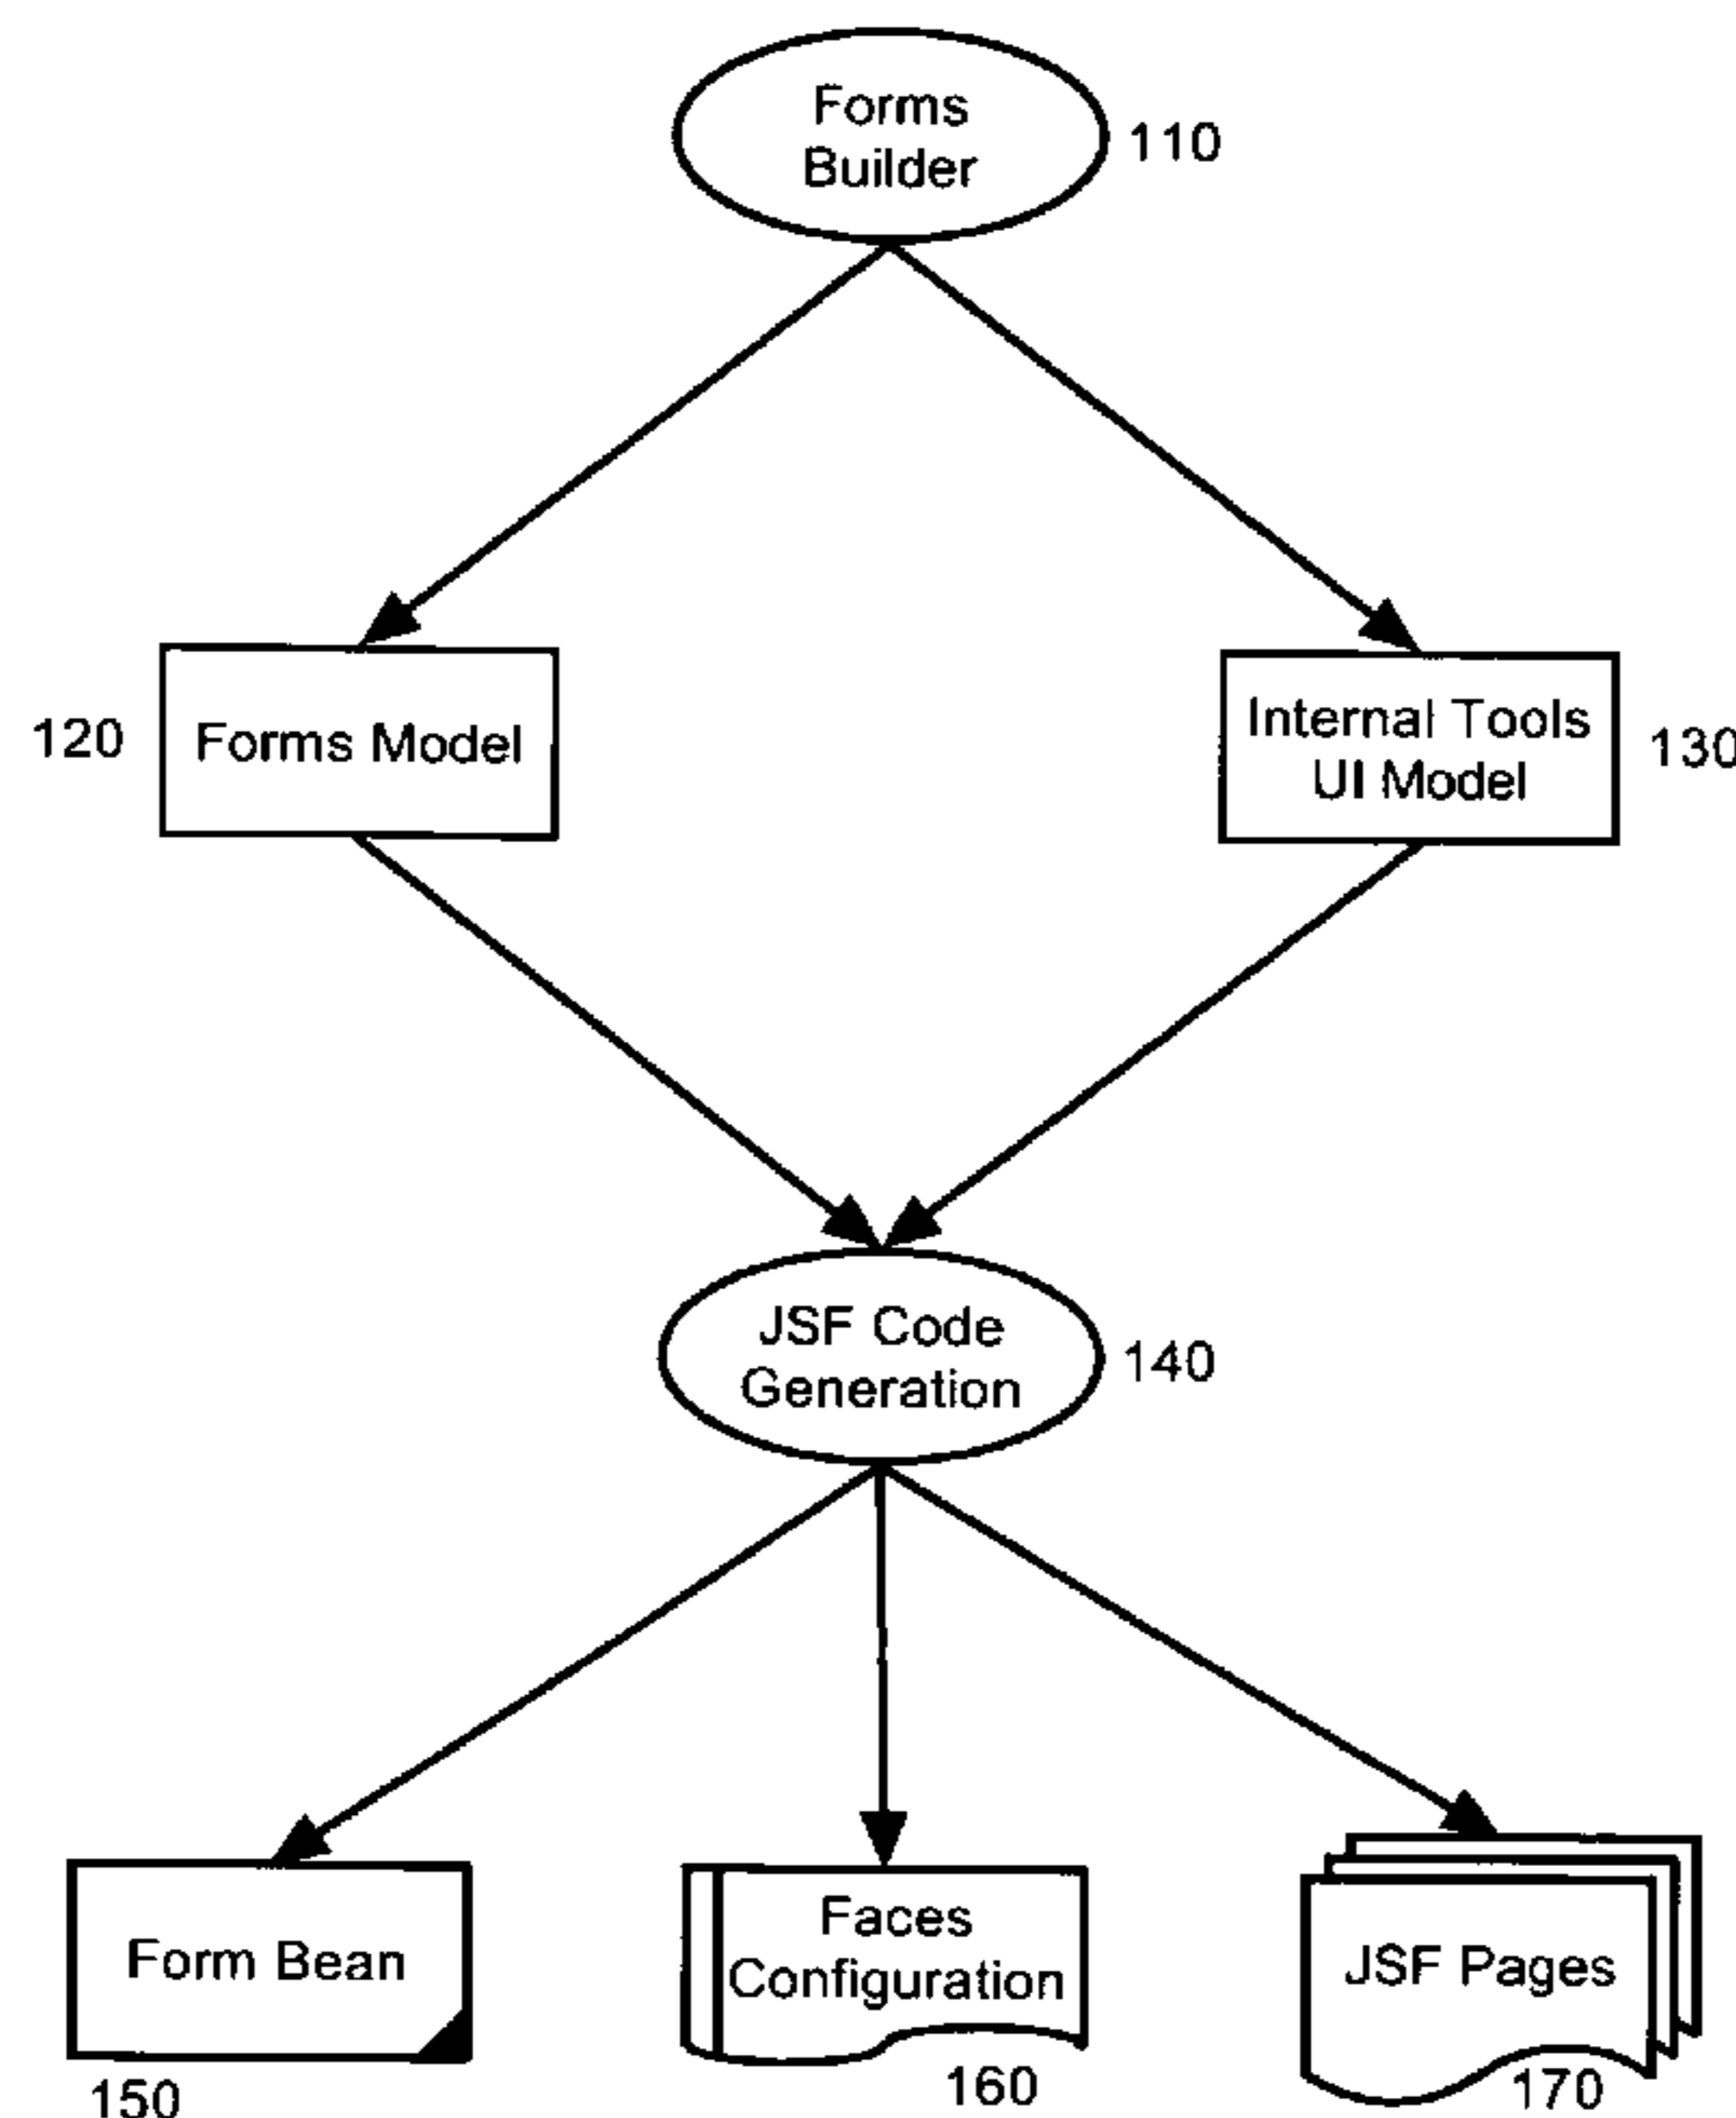 Forms
Builder
110
120
Forms Model
Internal Tools
UI Model
130
JSF Code
Generation
140
Form Bean
150
Faces
Configuration
160
JSF Pages
170